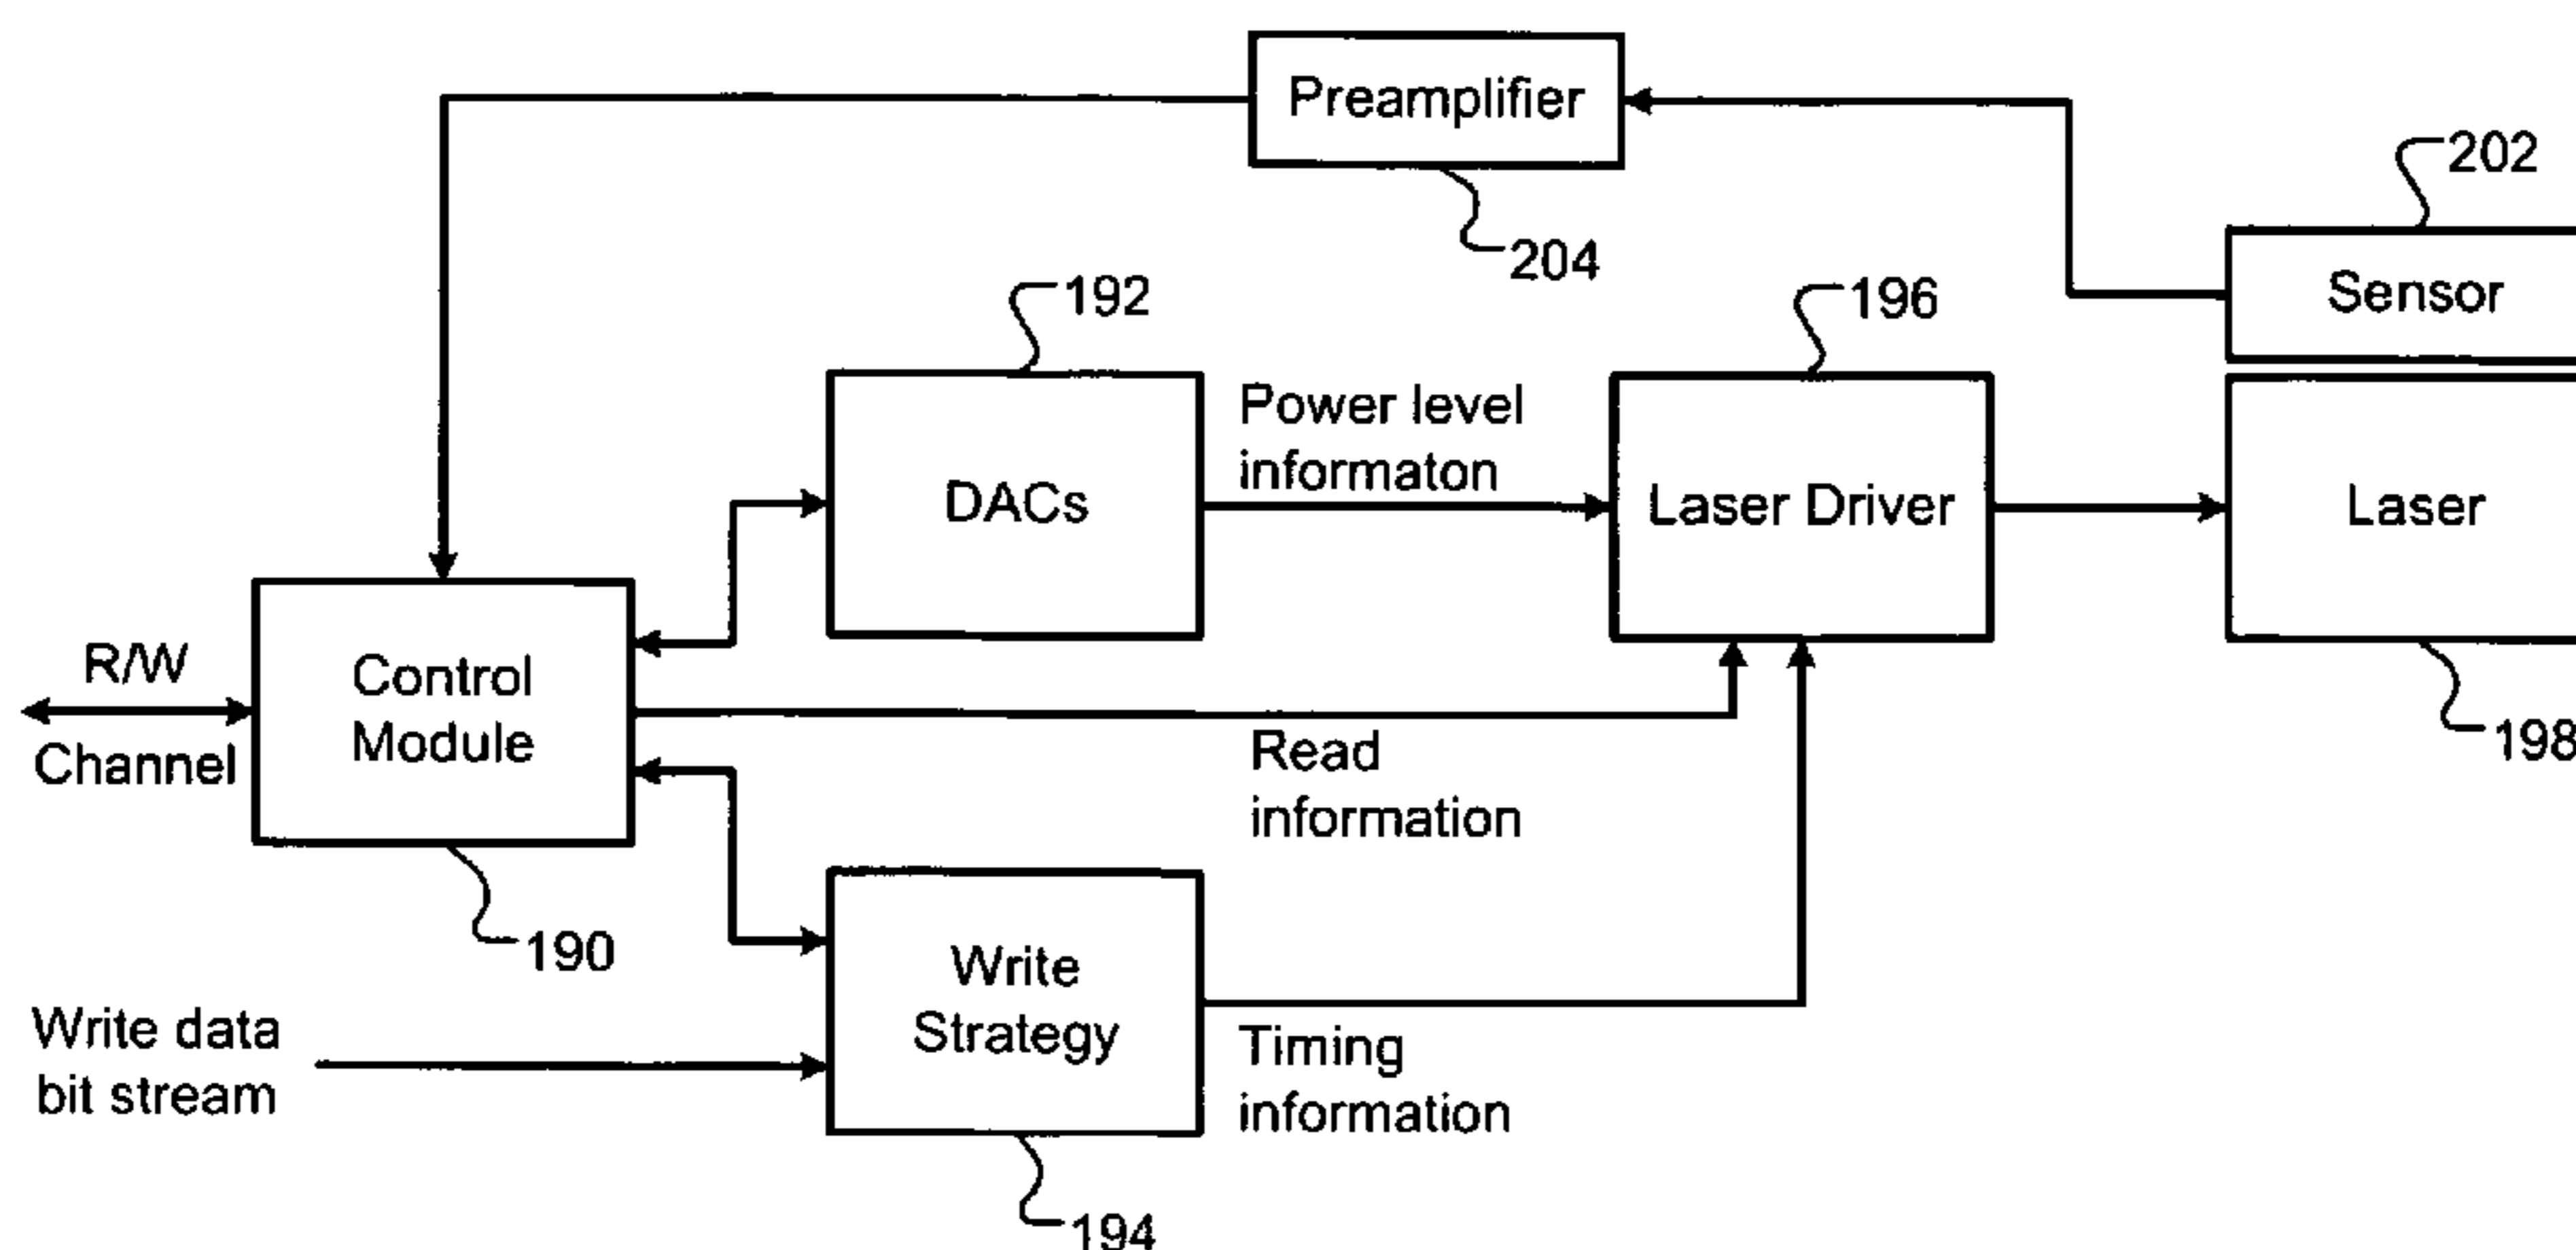 Preamplifier
202
204
Sensor
192
196
Power level
informaton
DACs
Laser Driver
Laser
R/W
Channel
Control
Module
198
Read
information
190
Write
Strategy
Write data
bit stream
Timing
information
194